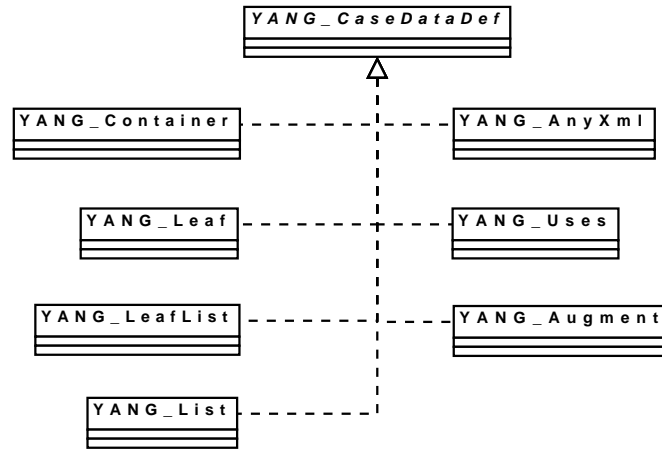 YANG_CaseDataDef
YANG_Container
YANG_AnyXml
YANG_Leaf
YANG_Uses
YANG_LeafList
YANG_Augment
YANG_List